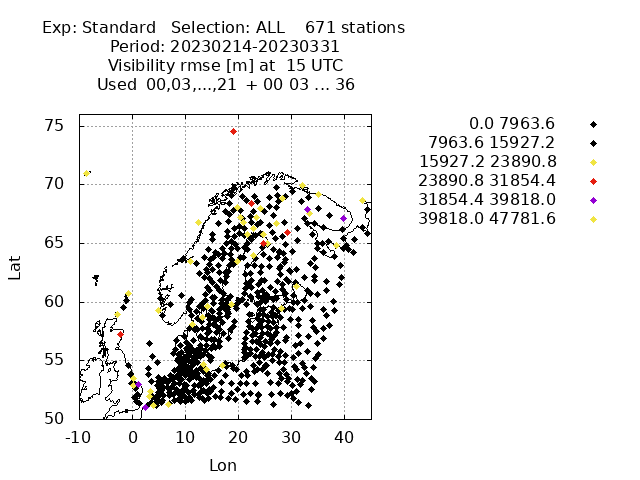 Exp: Standard   Selection: ALL    671 stations
Period: 20230214-20230331
Visibility rmse [m] at  15 UTC
Used  00,03,...,21  + 00 03 ... 36
0.0 7963.6
7963.6 15927.2
15927.2 23890.8
23890.8 31854.4
31854.4 39818.0
39818.0 47781.6
75
70
65
60
55
50
Lat
-10 0 10 20 30 40
Lon